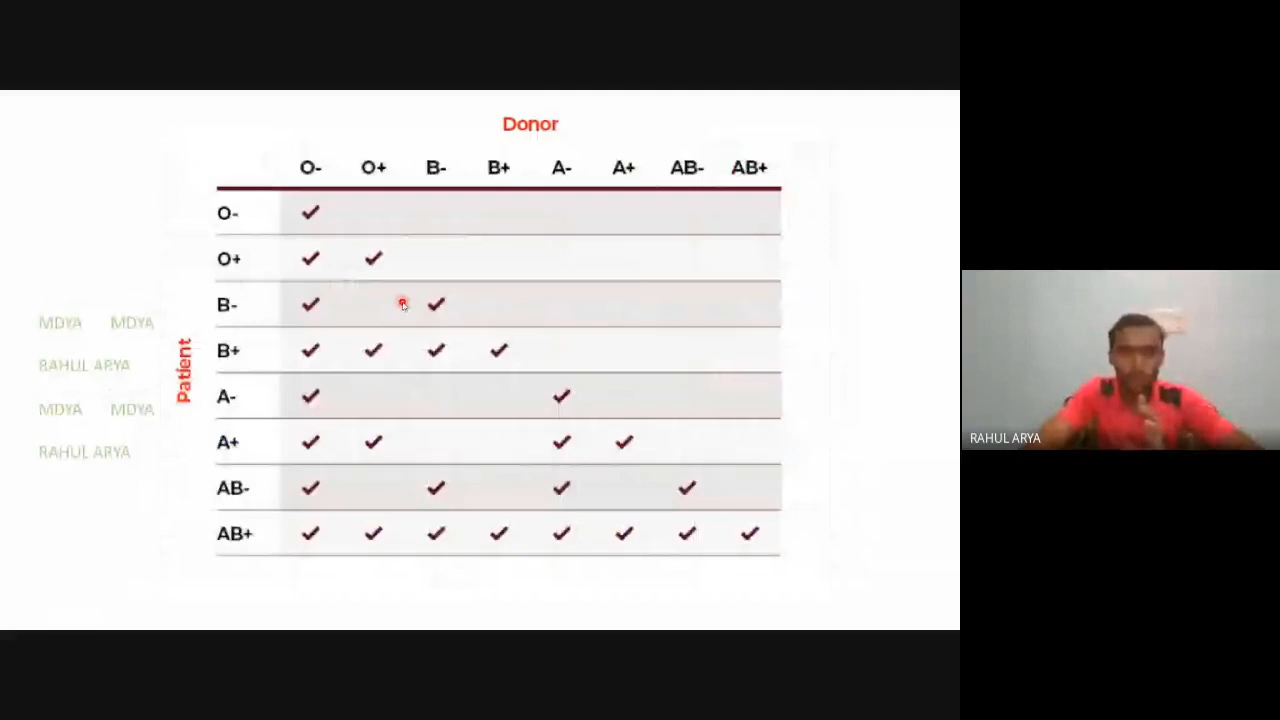 Donor
O- O+ B- B+ A- A+ AB- AB+
O-
O+
B-
B+
A-
A+
AB-
AB+
Patient
MDYA MDYA
RAHUL ARYA
MDYA MDYA
RAHUL ARYA
RAHUL ARYA